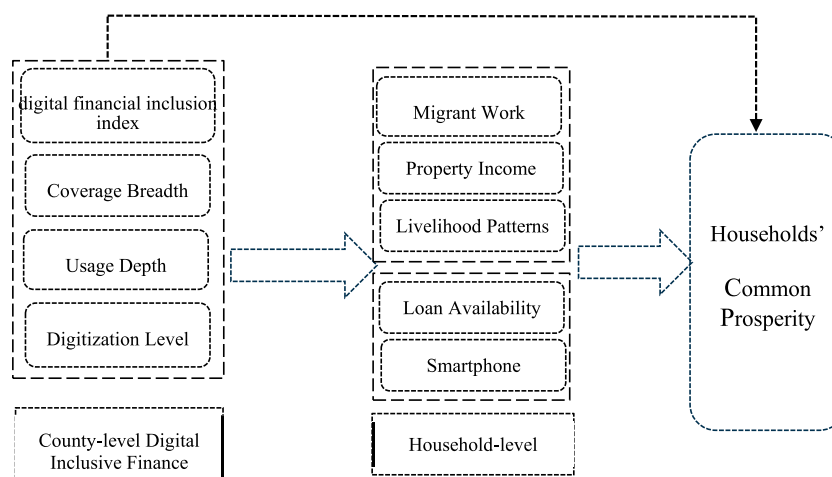 digital financial inclusion
index
Coverage Breadth
Usage Depth
Digitization Level
County-level Digital
Inclusive Finance
Migrant Work
Property Income
Livelihood Patterns
Loan Availability
Smartphone
Household-level
Households’
Common
Prosperity